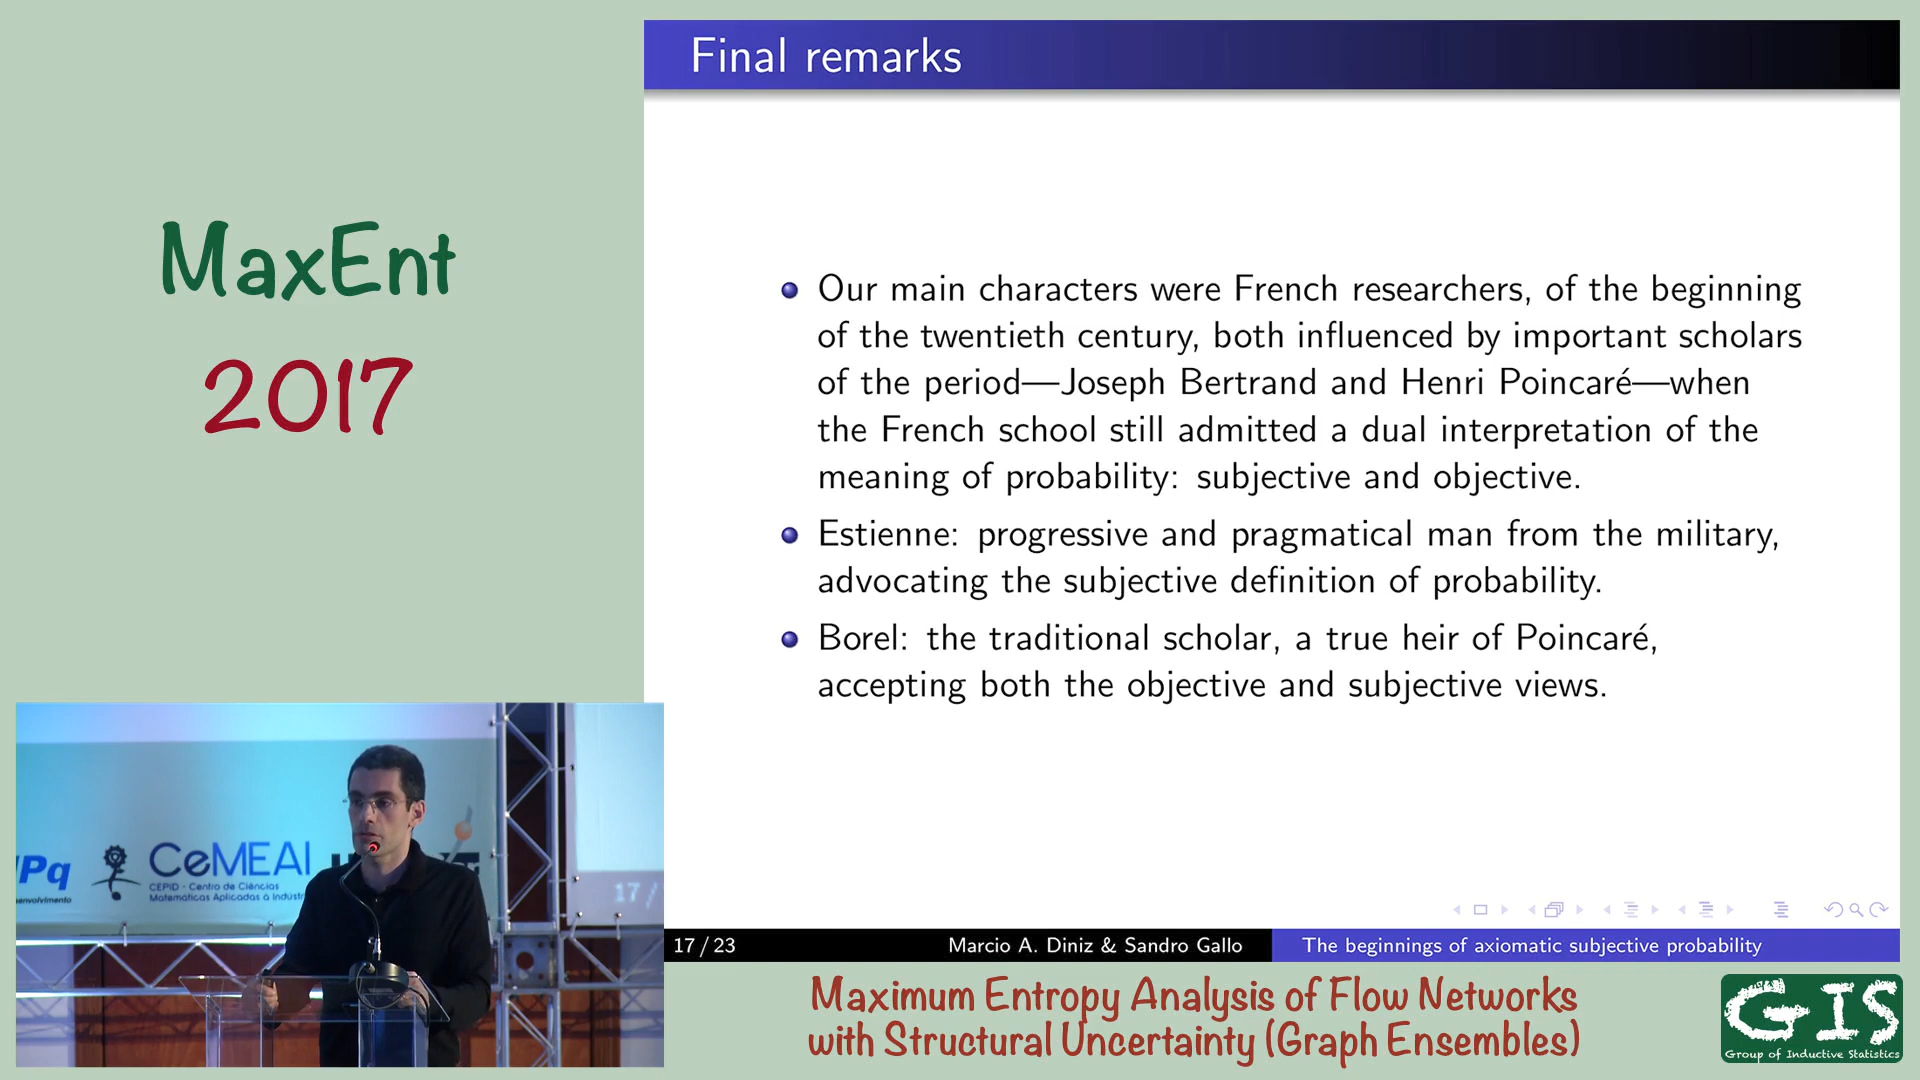 Final remarks
MaxEnt
2017
Our main characters were French researchers, of the beginning
of the twentieth century, both influenced by important scholars
of the period—Joseph Bertrand and Henri Poincaré—when
the French school still admitted a dual interpretation of the
meaning of probability: subjective and objective.
Estienne: progressive and pragmatical man from the military,
advocating the subjective definition of probability.
Borel: the traditional scholar, a true heir of Poincaré,
accepting both the objective and subjective views.
Pq
CeMEAI
CEPID - Centro de Ciências
Matemáticas Aplicadas à Indústr
17 /
17 / 23
Marcio A. Diniz & Sandro Gallo
The beginnings of axiomatic subjective probability
Maximum Entropy Analysis of Flow Networks
with Structural Uncertainty (Graph Ensembles)
GIS
Group of Inductive Statistics